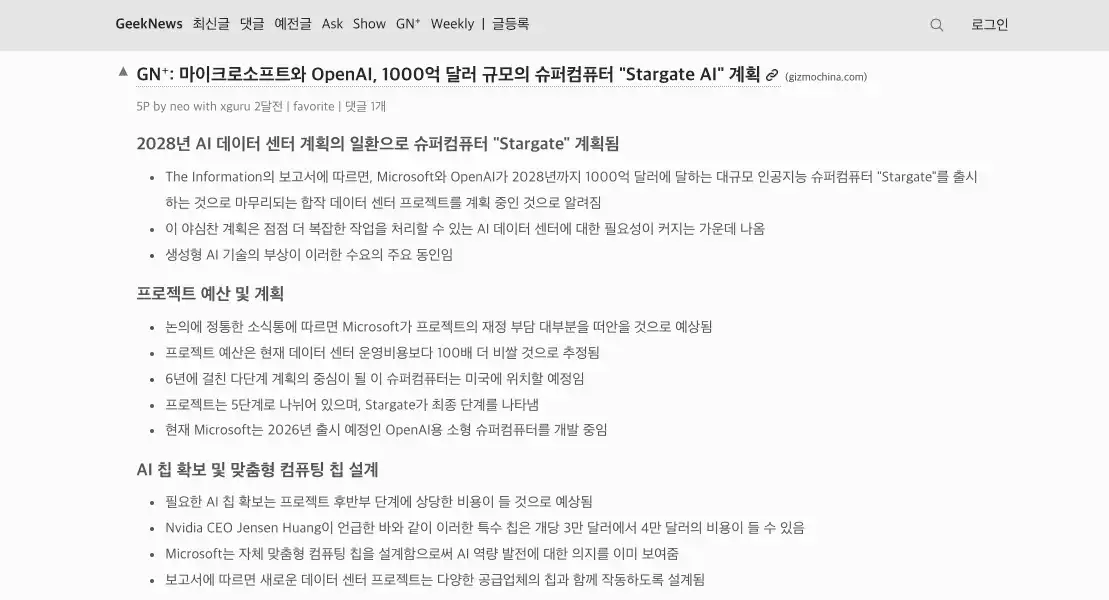 GeekNews 최신글 댓글 예전글 Ask Show GN⁺ Weekly | 글등록 로그인
▲ GN⁺: 마이크로소프트와 OpenAI, 1000억 달러 규모의 슈퍼컴퓨터 "Stargate AI" 계획 (gizmochina.com)
5P by neo with xguru 2달전 | favorite | 댓글 1개
2028년 AI 데이터 센터 계획의 일환으로 슈퍼컴퓨터 "Stargate" 계획됨
• The Information의 보고서에 따르면, Microsoft와 OpenAI가 2028년까지 1000억 달러에 달하는 대규모 인공지능 슈퍼컴퓨터 "Stargate"를 출시
하는 것으로 마무리되는 합작 데이터 센터 프로젝트를 계획 중인 것으로 알려짐
• 이 야심찬 계획은 점점 더 복잡한 작업을 처리할 수 있는 AI 데이터 센터에 대한 필요성이 커지는 가운데 나옴
• 생성형 AI 기술의 부상이 이러한 수요의 주요 동인임
프로젝트 예산 및 계획
• 논의에 정통한 소식통에 따르면 Microsoft가 프로젝트의 재정 부담 대부분을 떠안을 것으로 예상됨
• 프로젝트 예산은 현재 데이터 센터 운영비용보다 100배 더 비쌀 것으로 추정됨
• 6년에 걸친 다단계 계획의 중심이 될 이 슈퍼컴퓨터는 미국에 위치할 예정임
• 프로젝트는 5단계로 나뉘어 있으며, Stargate가 최종 단계를 나타냄
• 현재 Microsoft는 2026년 출시 예정인 OpenAI용 소형 슈퍼컴퓨터를 개발 중임
AI 칩 확보 및 맞춤형 컴퓨팅 칩 설계
• 필요한 AI 칩 확보는 프로젝트 후반부 단계에 상당한 비용이 들 것으로 예상됨
• Nvidia CEO Jensen Huang이 언급한 바와 같이 이러한 특수 칩은 개당 3만 달러에서 4만 달러의 비용이 들 수 있음
• Microsoft는 자체 맞춤형 컴퓨팅 칩을 설계함으로써 AI 역량 발전에 대한 의지를 이미 보여줌
• 보고서에 따르면 새로운 데이터 센터 프로젝트는 다양한 공급업체의 칩과 함께 작동하도록 설계됨